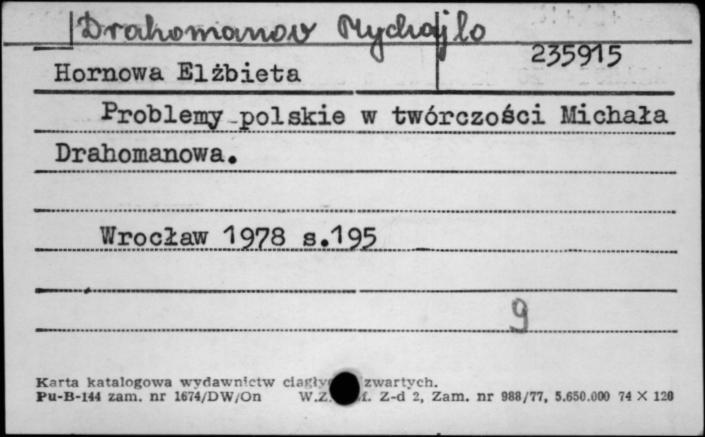 Drahomanow Mychajlo
235915
Hornowa Elżbieta
Problemy polskie w twórczości Michała
Drahomanowa.
Wrocław 1978 s.195
9
Karta katalogowa wydawnictw zwartych.
Pu-B-144 zam. nr 1674/DW/On W.Z. Z-d 2, Zam. nr 988/77, 5.650.000 74 X 120